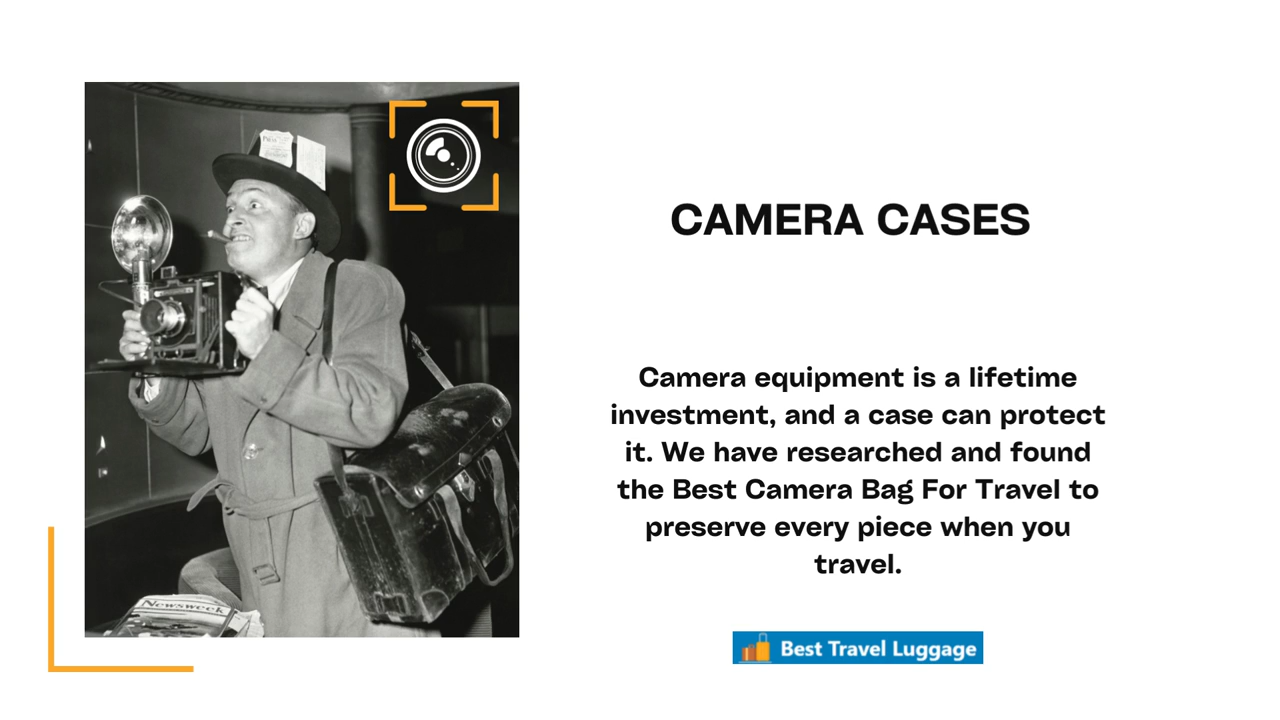 Press
Newsweek
CAMERA CASES
Camera equipment is a lifetime
investment, and a case can protect
it. We have researched and found
the Best Camera Bag For Travel to
preserve every piece when you
travel.
Best Travel Luggage